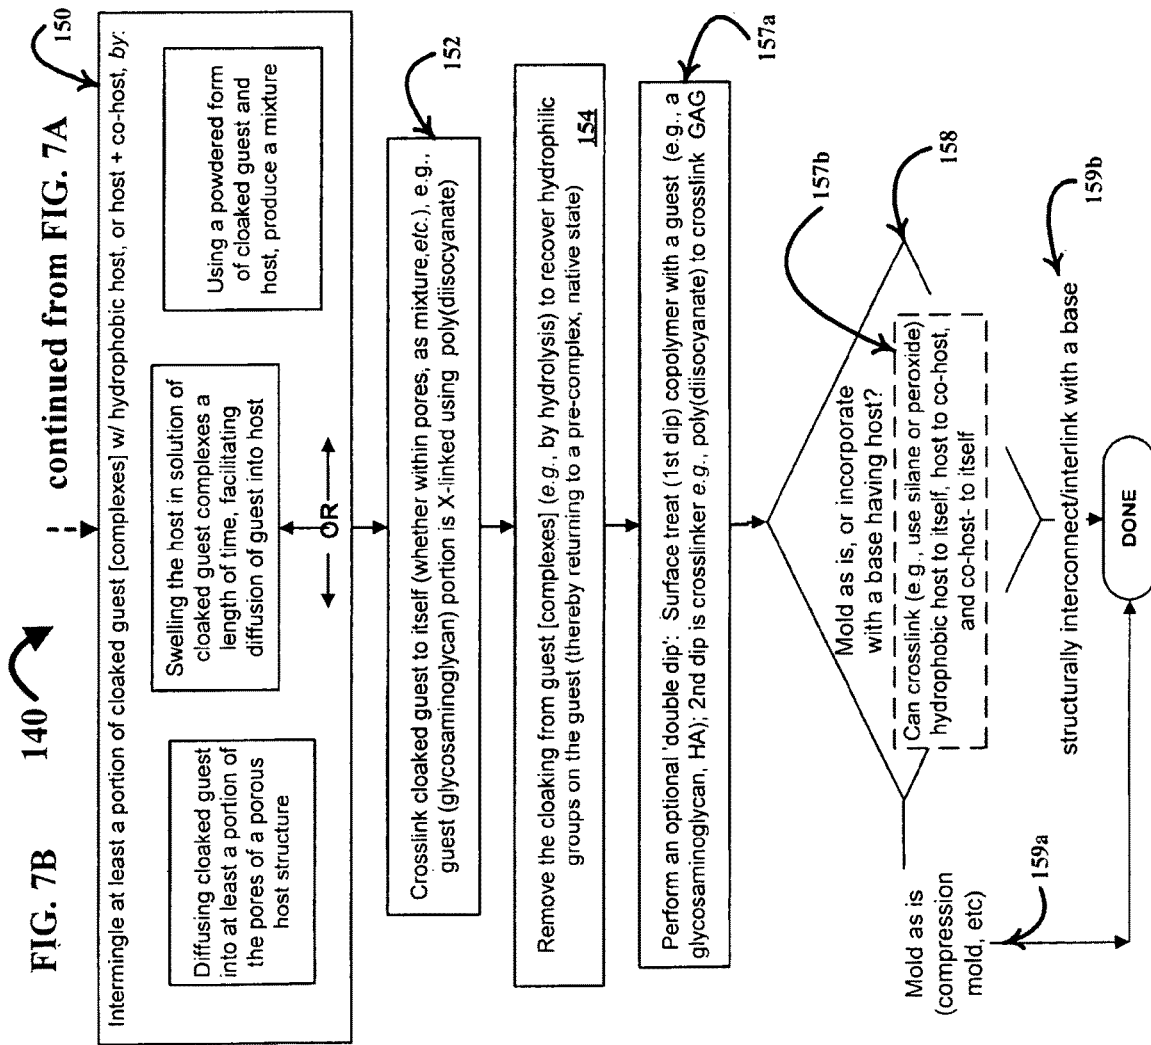 FIG. 7B
140
continued from FIG. 7A
150
Intermingle at least a portion of cloaked guest [complexes] w/ hydrophobic host, or host + co-host, by:
Diffusing cloaked guest
into at least a portion of
the pores of a porous
host structure
Swelling the host in solution of
cloaked guest complexes a
length of time, facilitating
diffusion of guest into host
Using a powdered form
of cloaked guest and
host, produce a mixture
OR
152
Crosslink cloaked guest to itself (whether within pores, as mixture, etc.), e.g.,
guest (glycosaminoglycan) portion is X-linked using poly(diisocyanate)
Remove the cloaking from guest [complexes] (e.g., by hydrolysis) to recover hydrophilic
groups on the guest (thereby returning to a pre-complex, native state)
154
157a
Perform an optional 'double dip': Surface treat (1st dip) copolymer with a guest (e.g., a
glycosaminoglycan, HA); 2nd dip is crosslinker e.g., poly(diisocyanate) to crosslink GAG
157b
158
Mold as is, or incorporate
with a base having host?
Can crosslink (e.g., use silane or peroxide)
hydrophobic host to itself, host to co-host,
and co-host- to itself
Mold as is
(compression
mold, etc)
159a
159b
structurally interconnect/interlink with a base
DONE